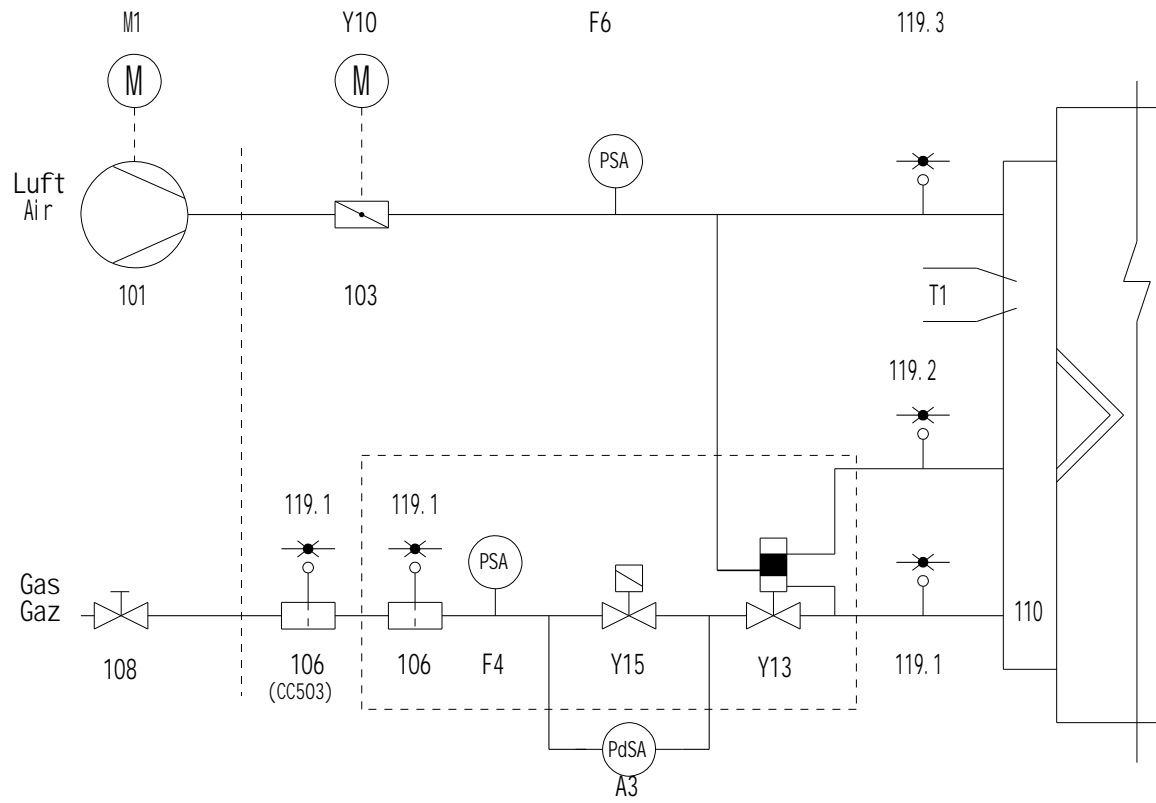 M1
Y10
F6
119.3
M
M
PSA
Luft
Air
101
103
T1
119.2
119.1
119.1
PSA
Gas
Gaz
110
108
106
(CC503)
106
F4
Y15
Y13
119.1
PdSA
A3